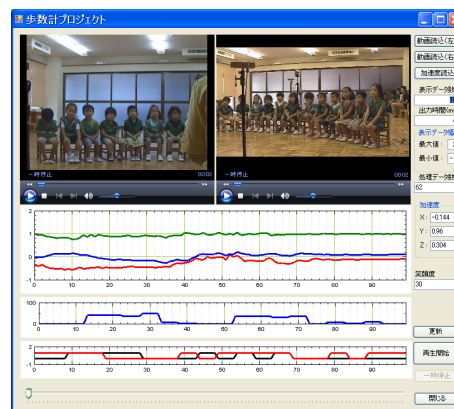 歩数計プロジェクト
動画読込(左
動画読込(右
加速度読込
表示データ数
出力時間(m
表示データ幅
最大値：
最小値：
処理データ数
62
加速度
X： -0.144
Y： 0.96
Z： 0.304
笑顔度
30
更新
再生開始
一時停止
閉じる
一時停止 00:02
一時停止 00:02
2
1
0
-1
0 10 20 30 40 50 60 70 80 90
100
0
0 10 20 30 40 50 60 70 80 90
2
-1
0 10 20 30 40 50 60 70 80 90